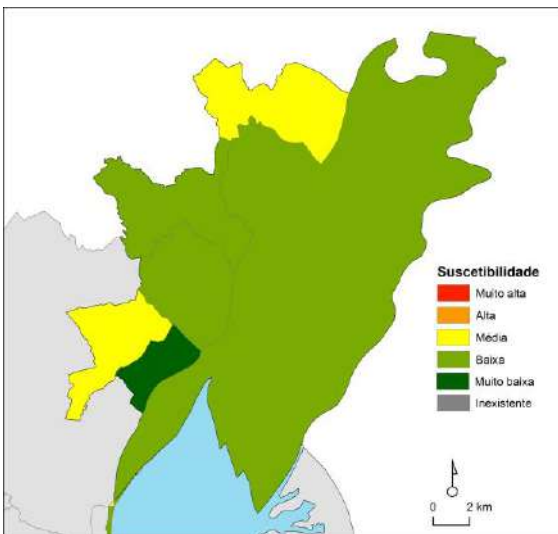 Suscetibilidade
Muito alta
Alta
Média
Baixa
Muito baixa
Inexistente
0 2 km